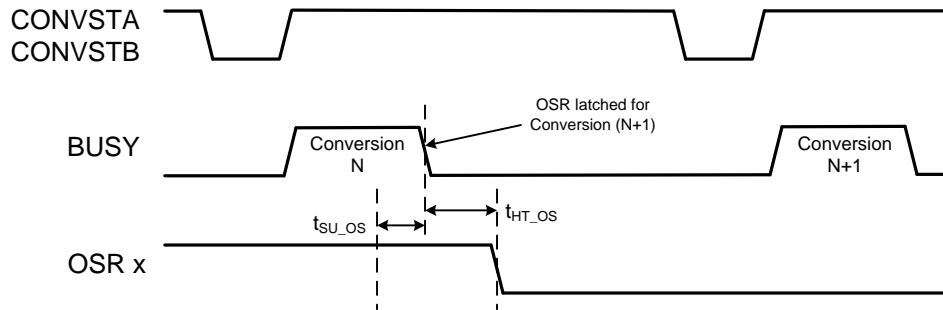 CONVSTA
CONVSTB
OSR latched for
Conversion (N+1)
BUSY
Conversion
N
Conversion
N+1
tSU_OS
tHT_OS
OSR x